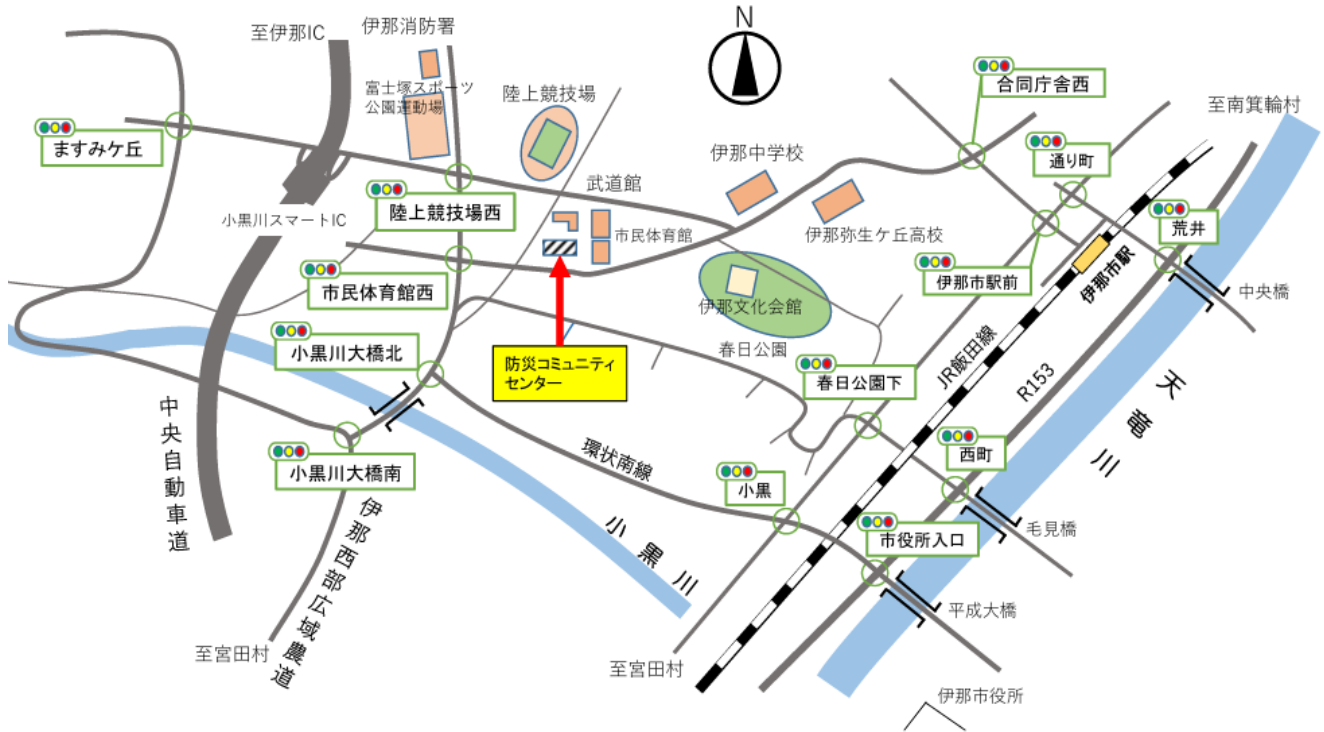 N
至伊那IC
伊那消防署
富士塚スポーツ
公園運動場
陸上競技場
合同庁舎西
至南箕輪村
ますみケ丘
伊那中学校
通り町
武道館
小黒川スマートIC
陸上競技場西
市民体育館
伊那弥生ケ丘高校
荒井
市民体育館西
伊那市駅前
伊那市駅
中央橋
伊那文化会館
小黒川大橋北
防災コミュニティ
センター
春日公園
春日公園下
JR飯田線
R153
天竜川
中央自動車道
小黒川大橋南
環状南線
小黒
西町
伊那西部広域農道
小黒川
市役所入口
毛見橋
平成大橋
至宮田村
至宮田村
伊那市役所